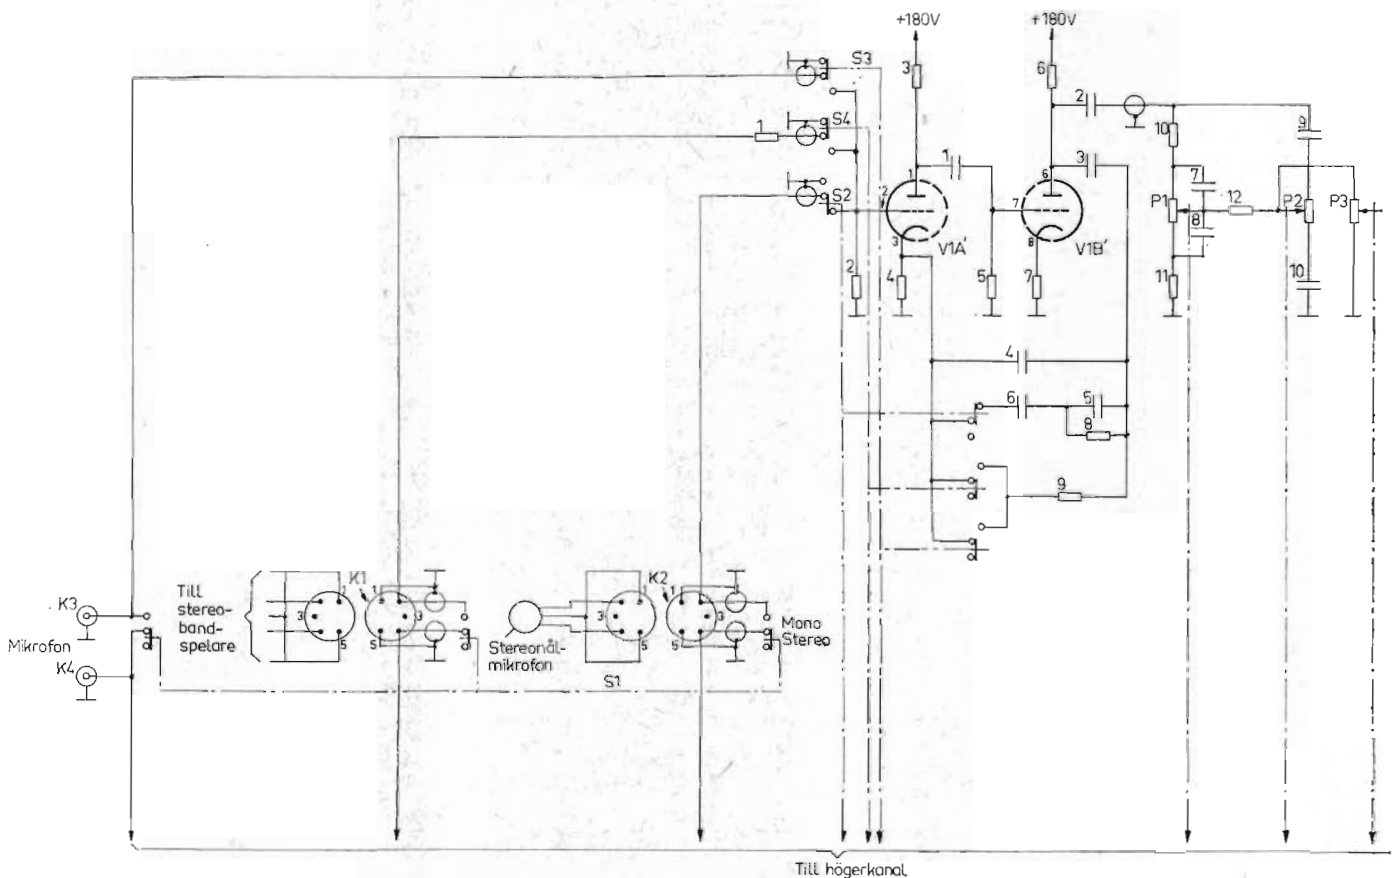 +180V
+180V
S3
3
6
2
S4
1
10
9
1
3
7
S2
1
6
2
7
P1
12
P2
P3
8
3
V1A'
8
V1B'
2
4
5
7
11
10
4
6
5
8
9
K3
Till
stereo-
band-
spelare
1
K1
1
3
3
5
5
1
K2
1
3
3
5
5
Mono
Stereo
Mikrofon
K4
Stereonål-
mikrofon
S1
Till högerkanal